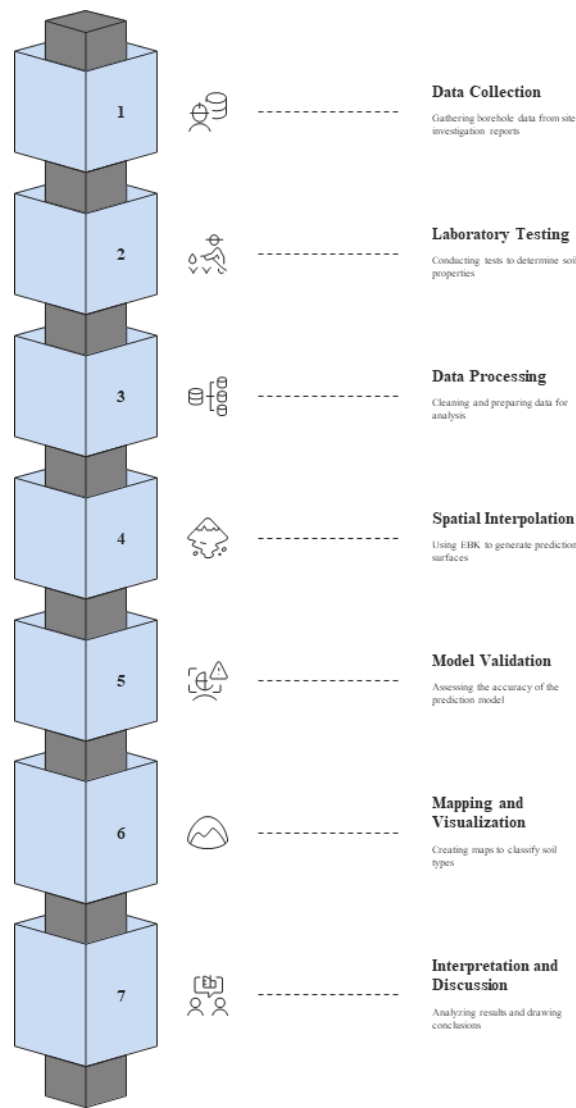 1
Data Collection
Gathering borehole data from site
investigation reports
2
Laboratory Testing
Conducting tests to determine soil
properties
3
Data Processing
Cleaning and preparing data for
analysis
4
Spatial Interpolation
Using EBK to generate prediction
surfaces
5
Model Validation
Assessing the accuracy of the
prediction model
6
Mapping and
Visualization
Creating maps to classify soil
types
7
Interpretation and
Discussion
Analyzing results and drawing
conclusions